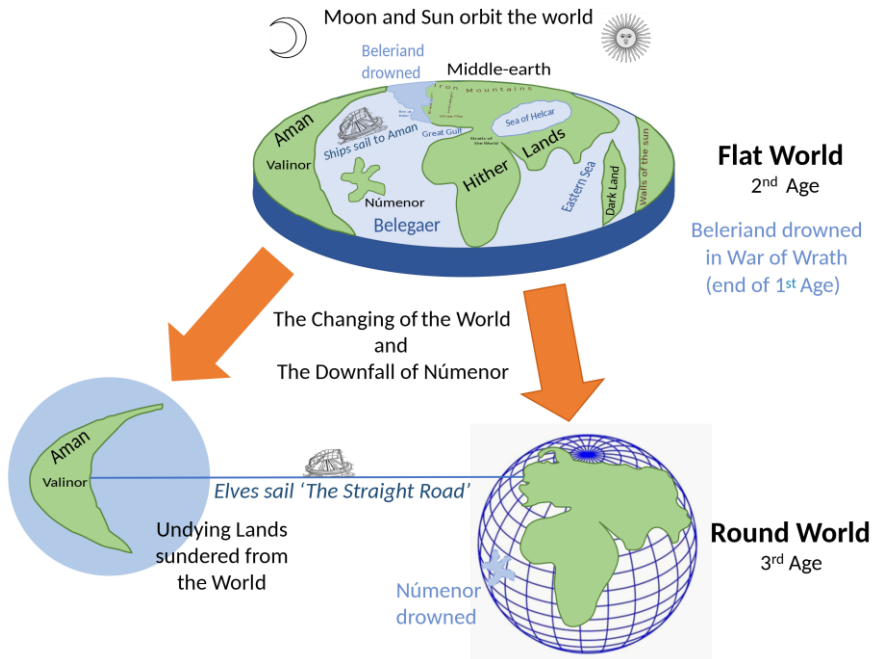 Moon and Sun orbit the world
Beleriand
drowned
Middle-earth
Iron Mountains
Aman
Valinor
Ships sail to Aman
Great Gulf
Sea of Helcar
Straits of
the World
Hither
Lands
Númenor
Belegaer
Eastern Sea
Dark Land
Walls of the sun
Flat World
2nd Age
Beleriand drowned
in War of Wrath
(end of 1st Age)
The Changing of the World
and
The Downfall of Númenor
Aman
Valinor
Elves sail ‘The Straight Road’
Undying Lands
sundered from
the World
Round World
3rd Age
Númenor
drowned